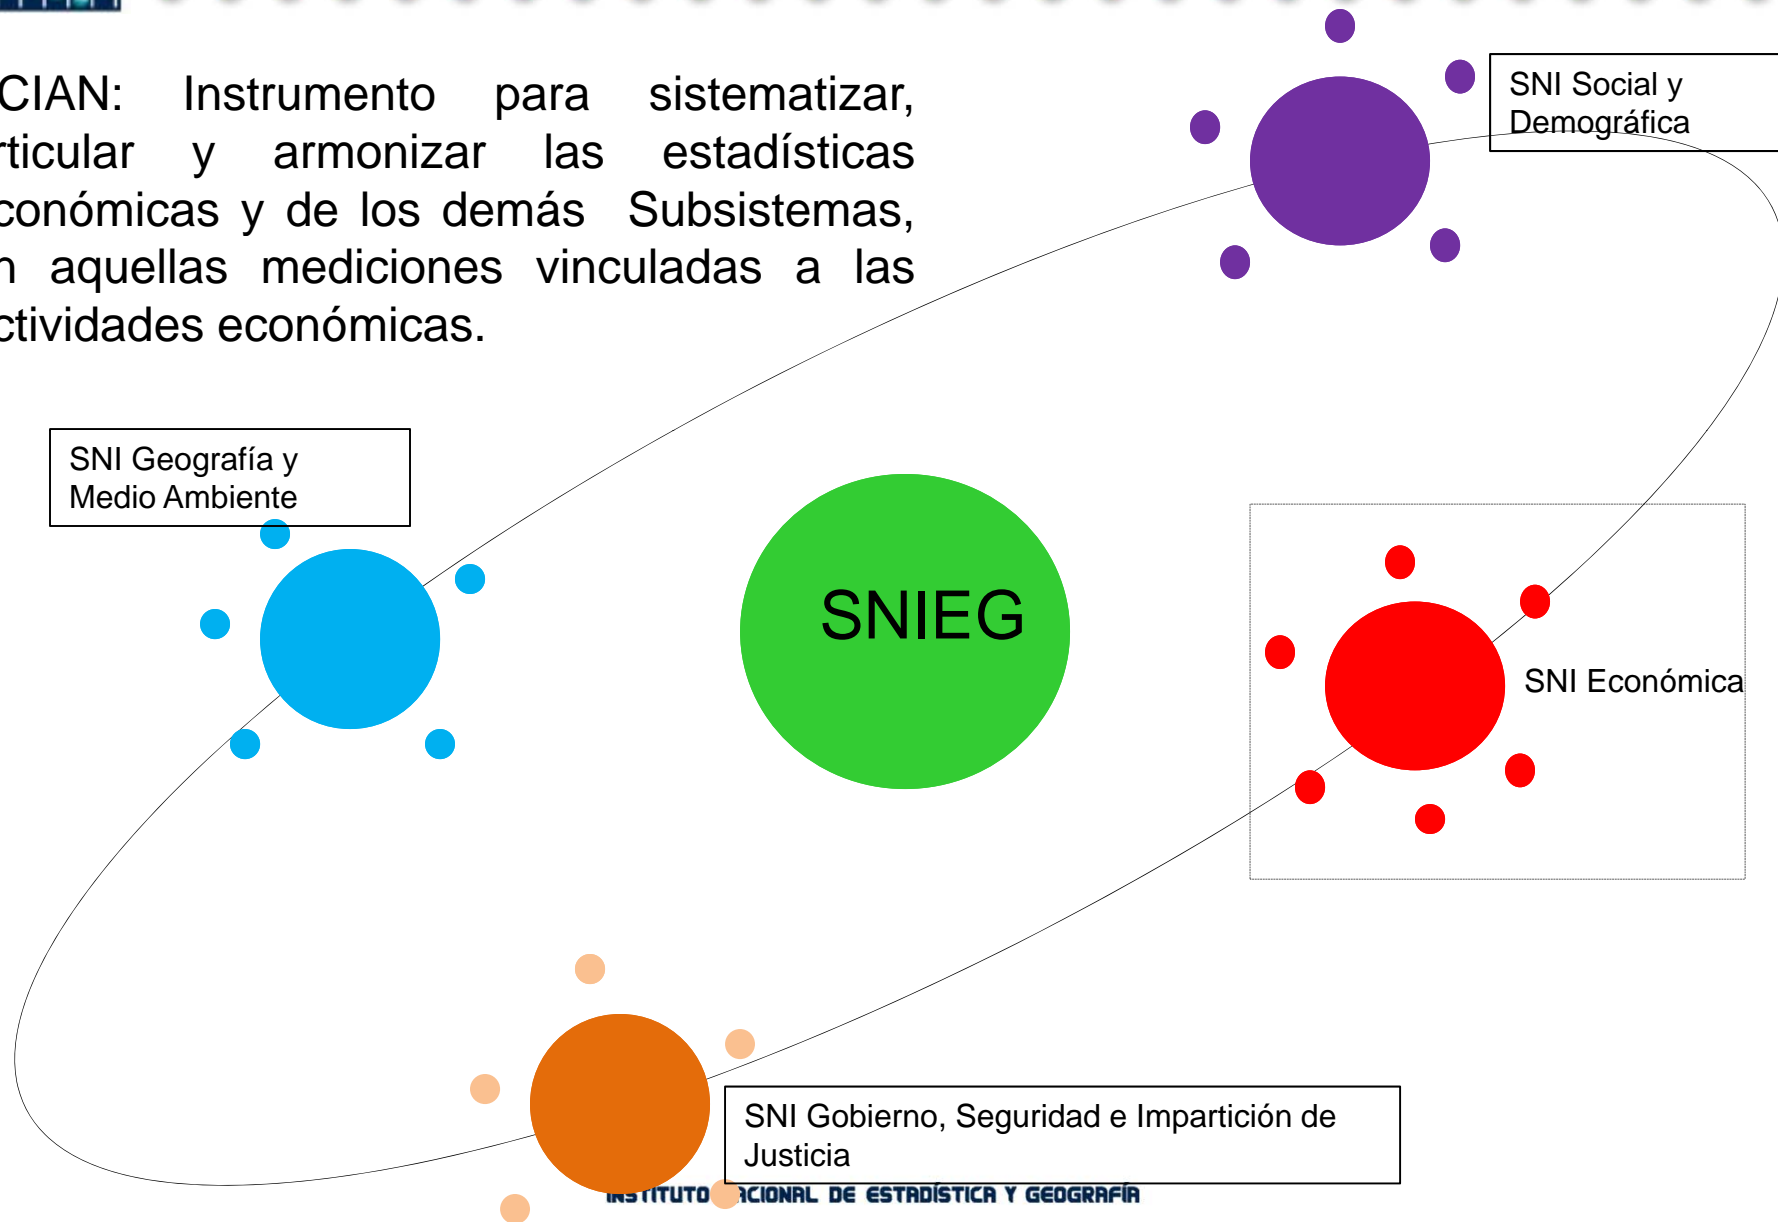 CIAN: Instrumento para sistematizar,
rticular y armonizar las estadísticas
conómicas y de los demás Subsistemas,
n aquellas mediciones vinculadas a las
ctividades económicas.
SNI Social y
Demográfica
SNI Geografía y
Medio Ambiente
SNIEG
SNI Económica
SNI Gobierno, Seguridad e Impartición de
Justicia
INSTITUTO ACIONAL DE ESTADÍSTICA Y GEOGRAFÍA